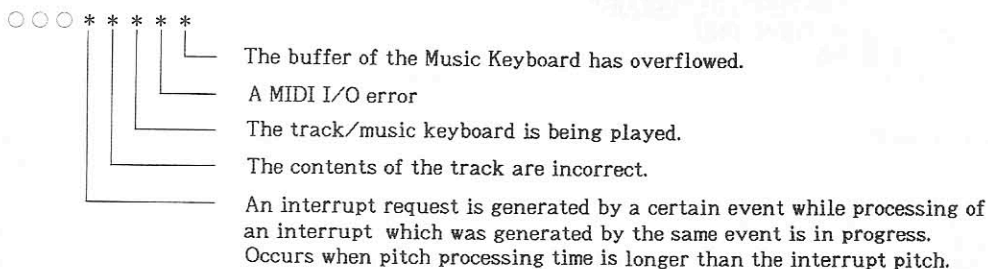 ○○○*****
The buffer of the Music Keyboard has overflowed.
A MIDI I/O error
The track/music keyboard is being played.
The contents of the track are incorrect.
An interrupt request is generated by a certain event while processing of
an interrupt which was generated by the same event is in progress.
Occurs when pitch processing time is longer than the interrupt pitch.